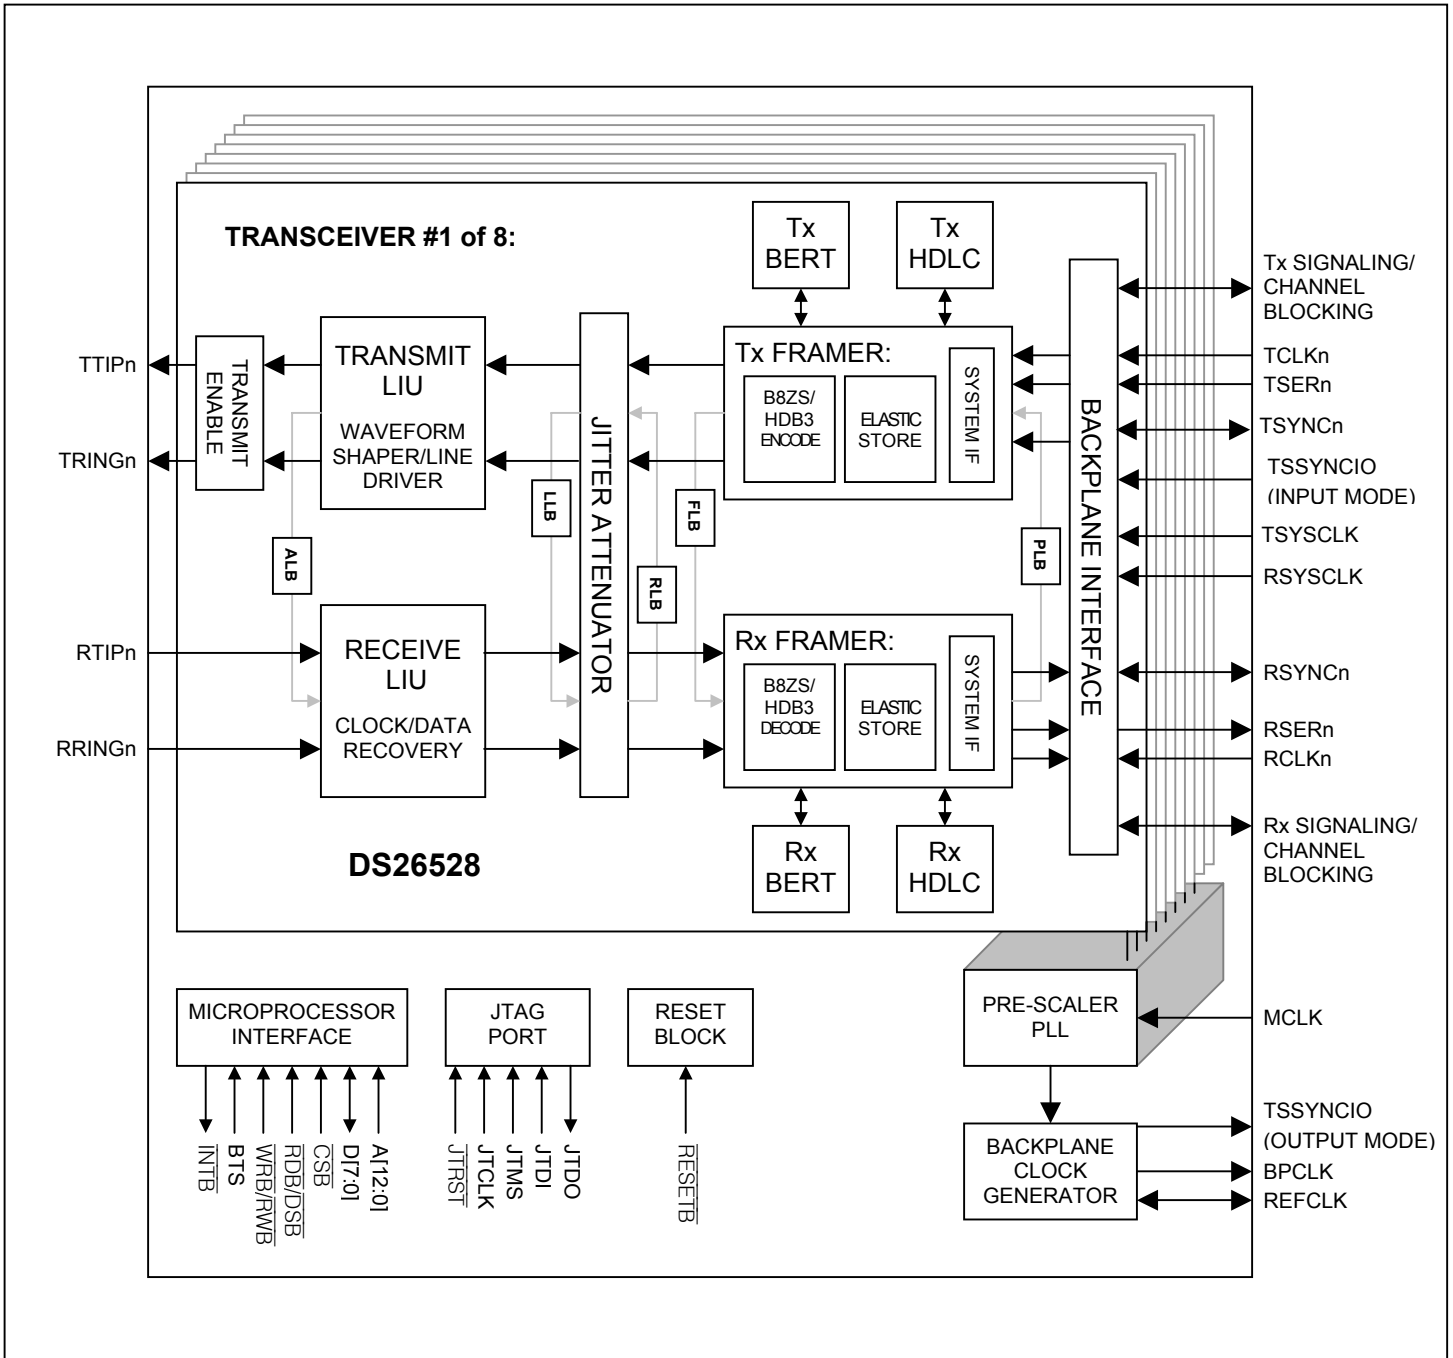 TRANSCEIVER #1 of 8:
Tx
BERT
Tx
HDLC
Tx SIGNALING/
CHANNEL
BLOCKING
TTIPn
TRINGn
TRANSMIT
ENABLE
TRANSMIT
LIU
WAVEFORM
SHAPER/LINE
DRIVER
JITTER ATTENUATOR
Tx FRAMER:
B8ZS/
HDB3
ENCODE
ELASTIC
STORE
SYSTEM IF
BACKPLANE INTERFACE
TCLKn
TSERn
TSYNCn
TSSYNCIO
(INPUT MODE)
TSYSCLK
RSYSCLK
ALB
LLB
RLB
FLB
PLB
RTIPn
RRINGn
RECEIVE
LIU
CLOCK/DATA
RECOVERY
Rx FRAMER:
B8ZS/
HDB3
DECODE
ELASTIC
STORE
SYSTEM IF
RSYNCn
RSERn
RCLKn
Rx SIGNALING/
CHANNEL
BLOCKING
Rx
BERT
Rx
HDLC
DS26528
MICROPROCESSOR
INTERFACE
INTB
BTS
WRB/RWB
RDB/DSB
CSB
D[7:0]
A[12:0]
JTAG
PORT
JTRST
JTCLK
JTMS
JTDI
JTDO
RESET
BLOCK
RESETB
PRE-SCALER
PLL
MCLK
BACKPLANE
CLOCK
GENERATOR
TSSYNCIO
(OUTPUT MODE)
BPCLK
REFCLK